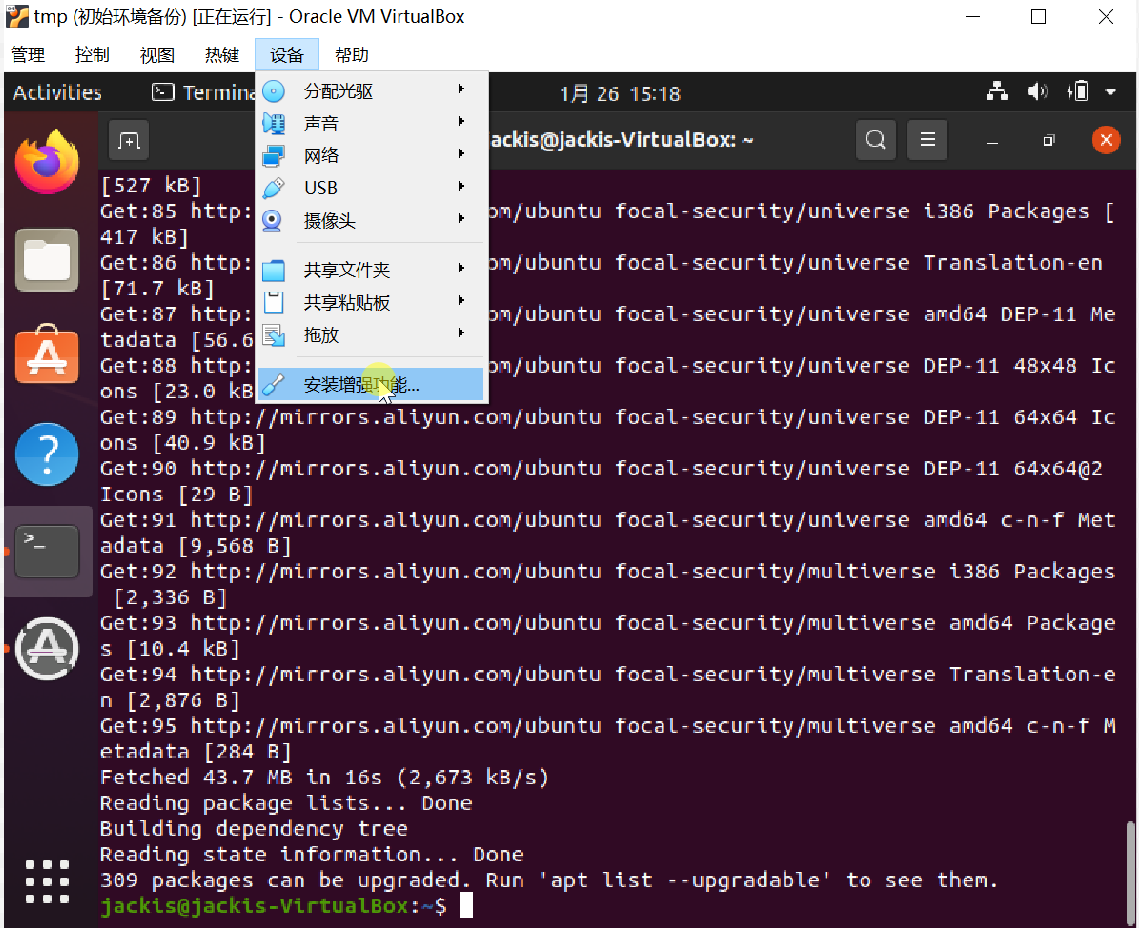 tmp (初始环境备份) [正在运行] - Oracle VM VirtualBox
管理 控制 视图 热键 设备 帮助
Activities Termina 1月 26 15:18
分配光驱
声音
网络
USB
摄像头
共享文件夹
共享粘贴板
拖放
安装增强功能...
ackis@jackis-VirtualBox: ~
[527 kB]
Get:85 http: om/ubuntu focal-security/universe i386 Packages [
417 kB]
Get:86 http: om/ubuntu focal-security/universe Translation-en
[71.7 kB]
Get:87 http: om/ubuntu focal-security/universe amd64 DEP-11 Me
tadata [56.6
Get:88 http: om/ubuntu focal-security/universe DEP-11 48x48 Ic
ons [23.0 kB
Get:89 http://mirrors.aliyun.com/ubuntu focal-security/universe DEP-11 64x64 Ic
ons [40.9 kB]
Get:90 http://mirrors.aliyun.com/ubuntu focal-security/universe DEP-11 64x64@2
Icons [29 B]
Get:91 http://mirrors.aliyun.com/ubuntu focal-security/universe amd64 c-n-f Met
adata [9,568 B]
Get:92 http://mirrors.aliyun.com/ubuntu focal-security/multiverse i386 Packages
[2,336 B]
Get:93 http://mirrors.aliyun.com/ubuntu focal-security/multiverse amd64 Package
s [10.4 kB]
Get:94 http://mirrors.aliyun.com/ubuntu focal-security/multiverse Translation-e
n [2,876 B]
Get:95 http://mirrors.aliyun.com/ubuntu focal-security/multiverse amd64 c-n-f M
etadata [284 B]
Fetched 43.7 MB in 16s (2,673 kB/s)
Reading package lists... Done
Building dependency tree
Reading state information... Done
309 packages can be upgraded. Run 'apt list --upgradable' to see them.
jackis@jackis-VirtualBox:~$